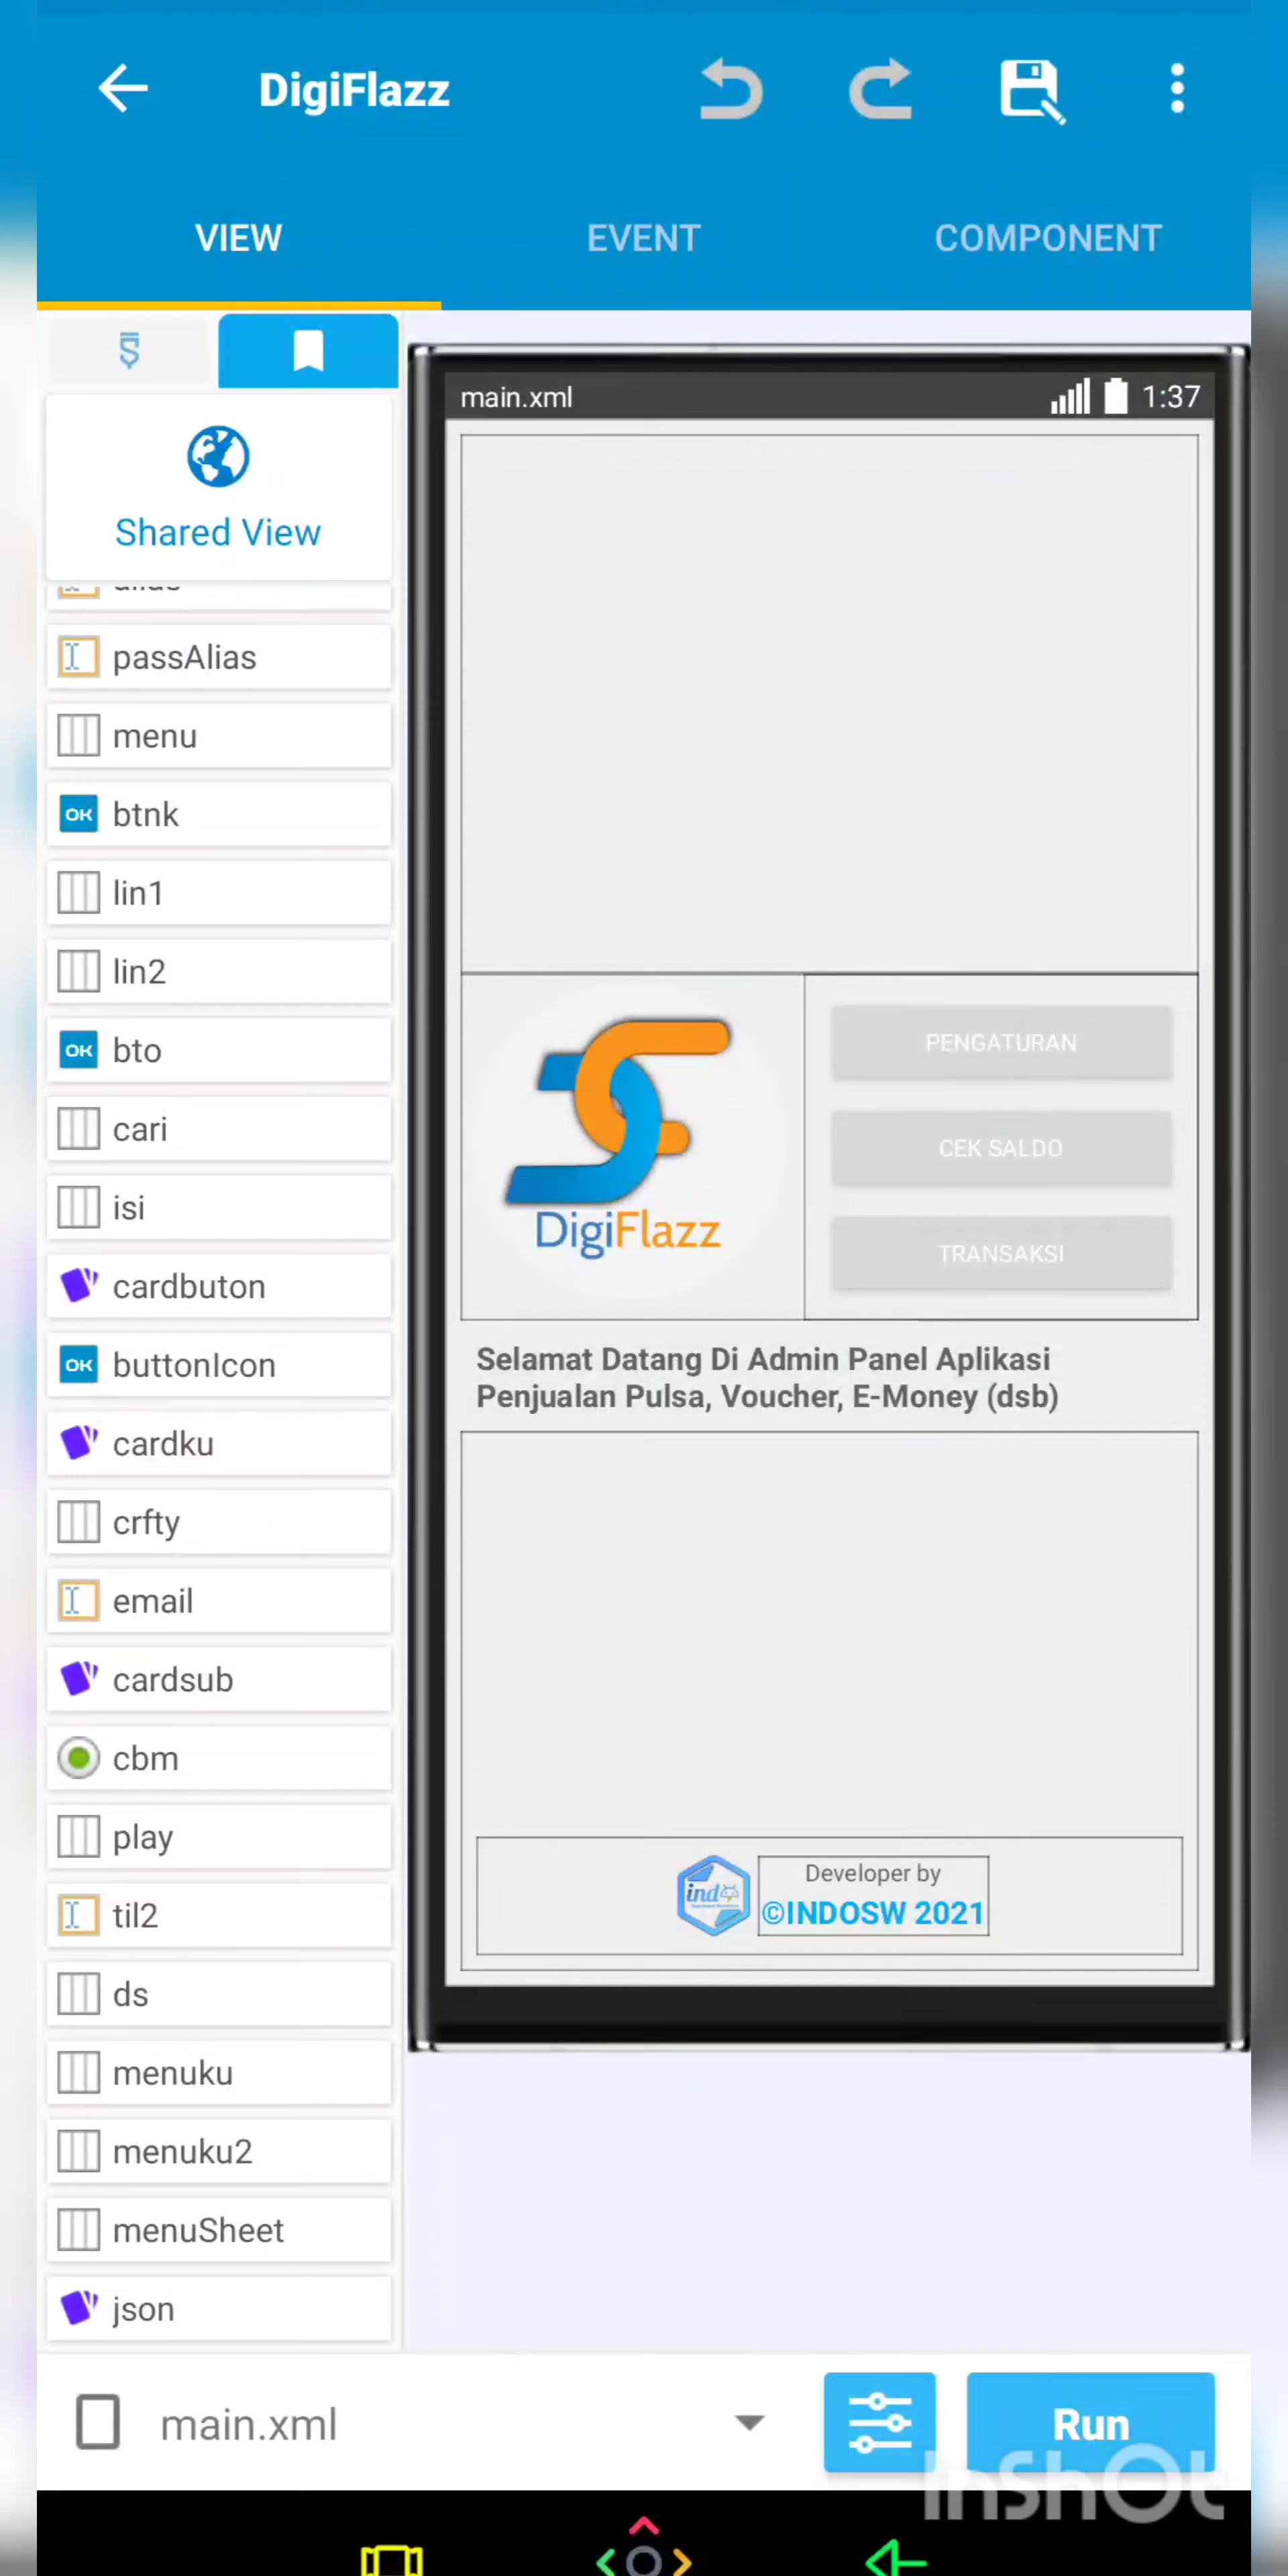 DigiFlazz
VIEW
EVENT
COMPONENT
Shared View
passAlias
menu
btnk
lin1
lin2
OK
bto
cari
isi
cardbuton
OK
buttonIcon
cardku
crfty
email
cardsub
cbm
play
til2
ds
menuku
menuku2
menuSheet
json
main.xml
1:37
DigiFlazz
PENGATURAN
CEK SALDO
TRANSAKSI
Selamat Datang Di Admin Panel Aplikasi
Penjualan Pulsa, Voucher, E-Money (dsb)
Developer by
©INDOSW 2021
main.xml
Run
InShOt